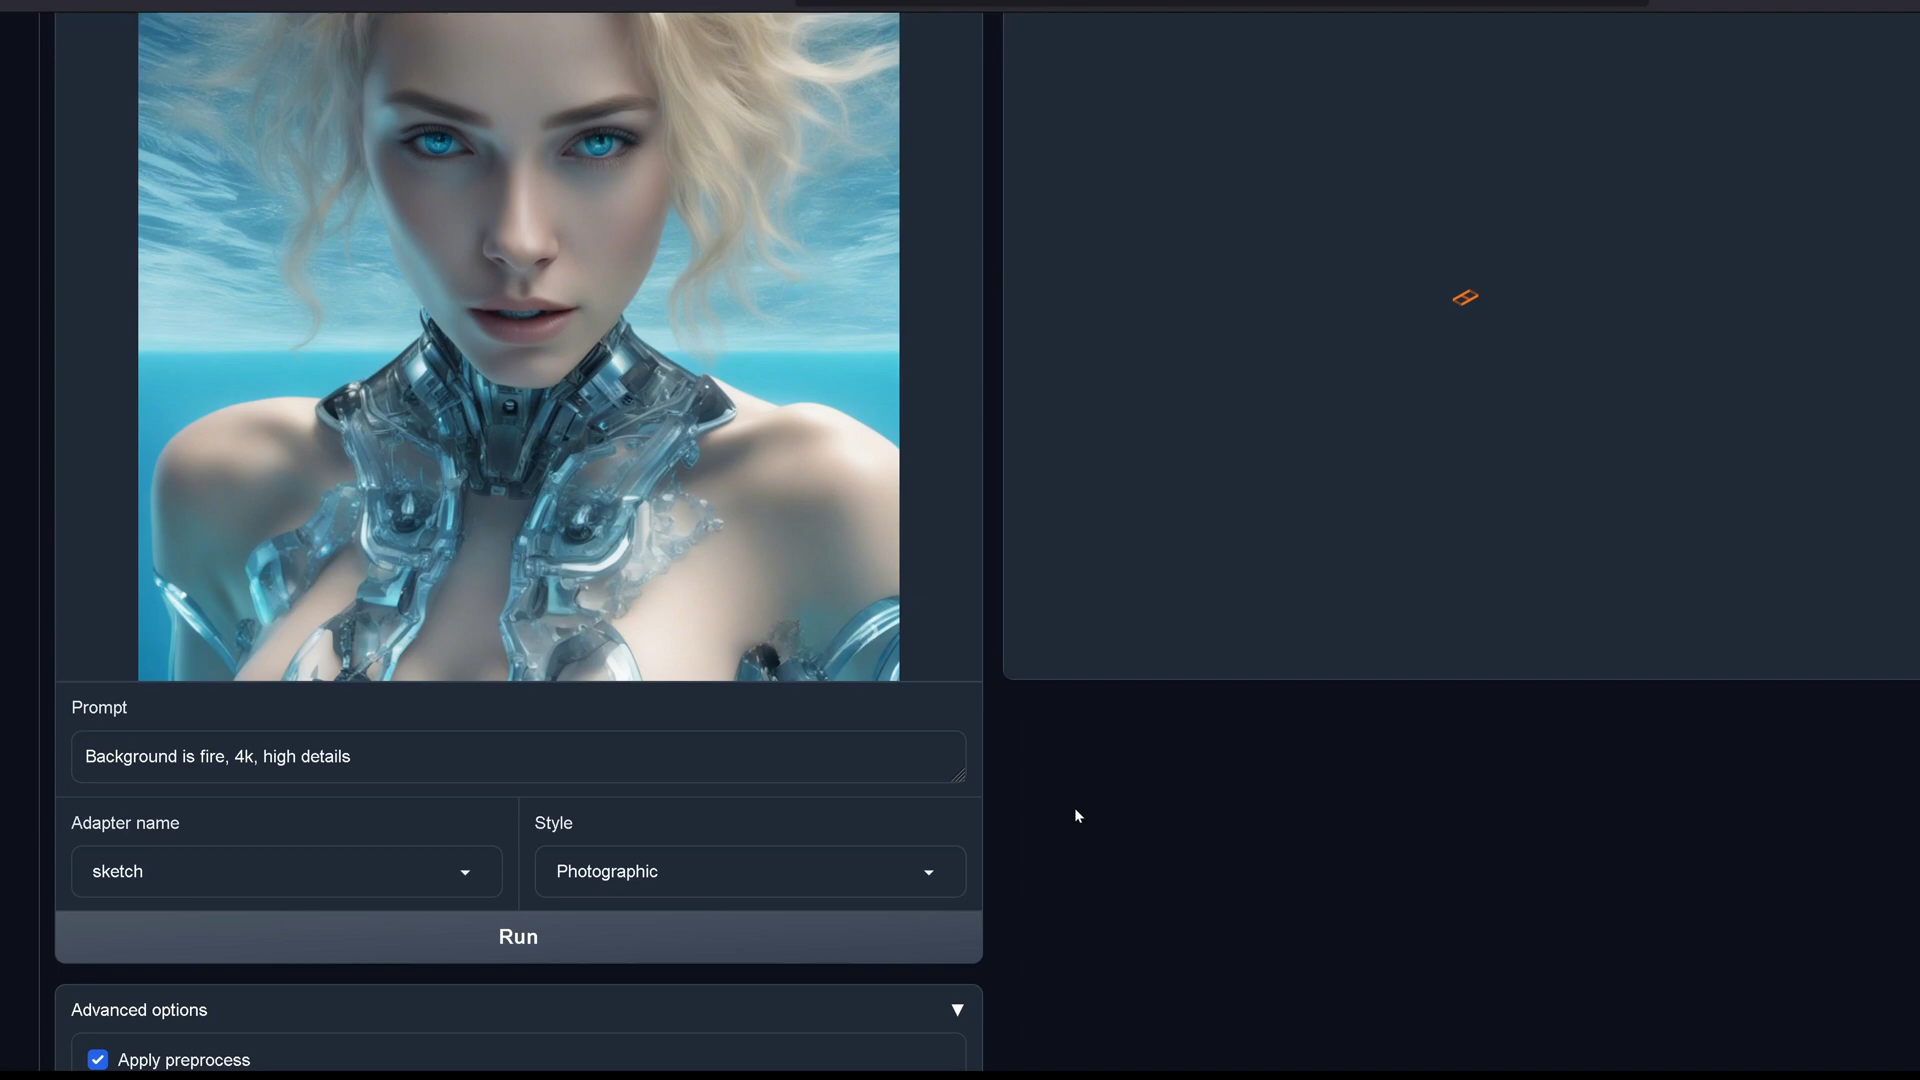 Prompt
Background is fire, 4k, high details
Adapter name
Style
sketch
Photographic
Run
Advanced options
Apply preprocess